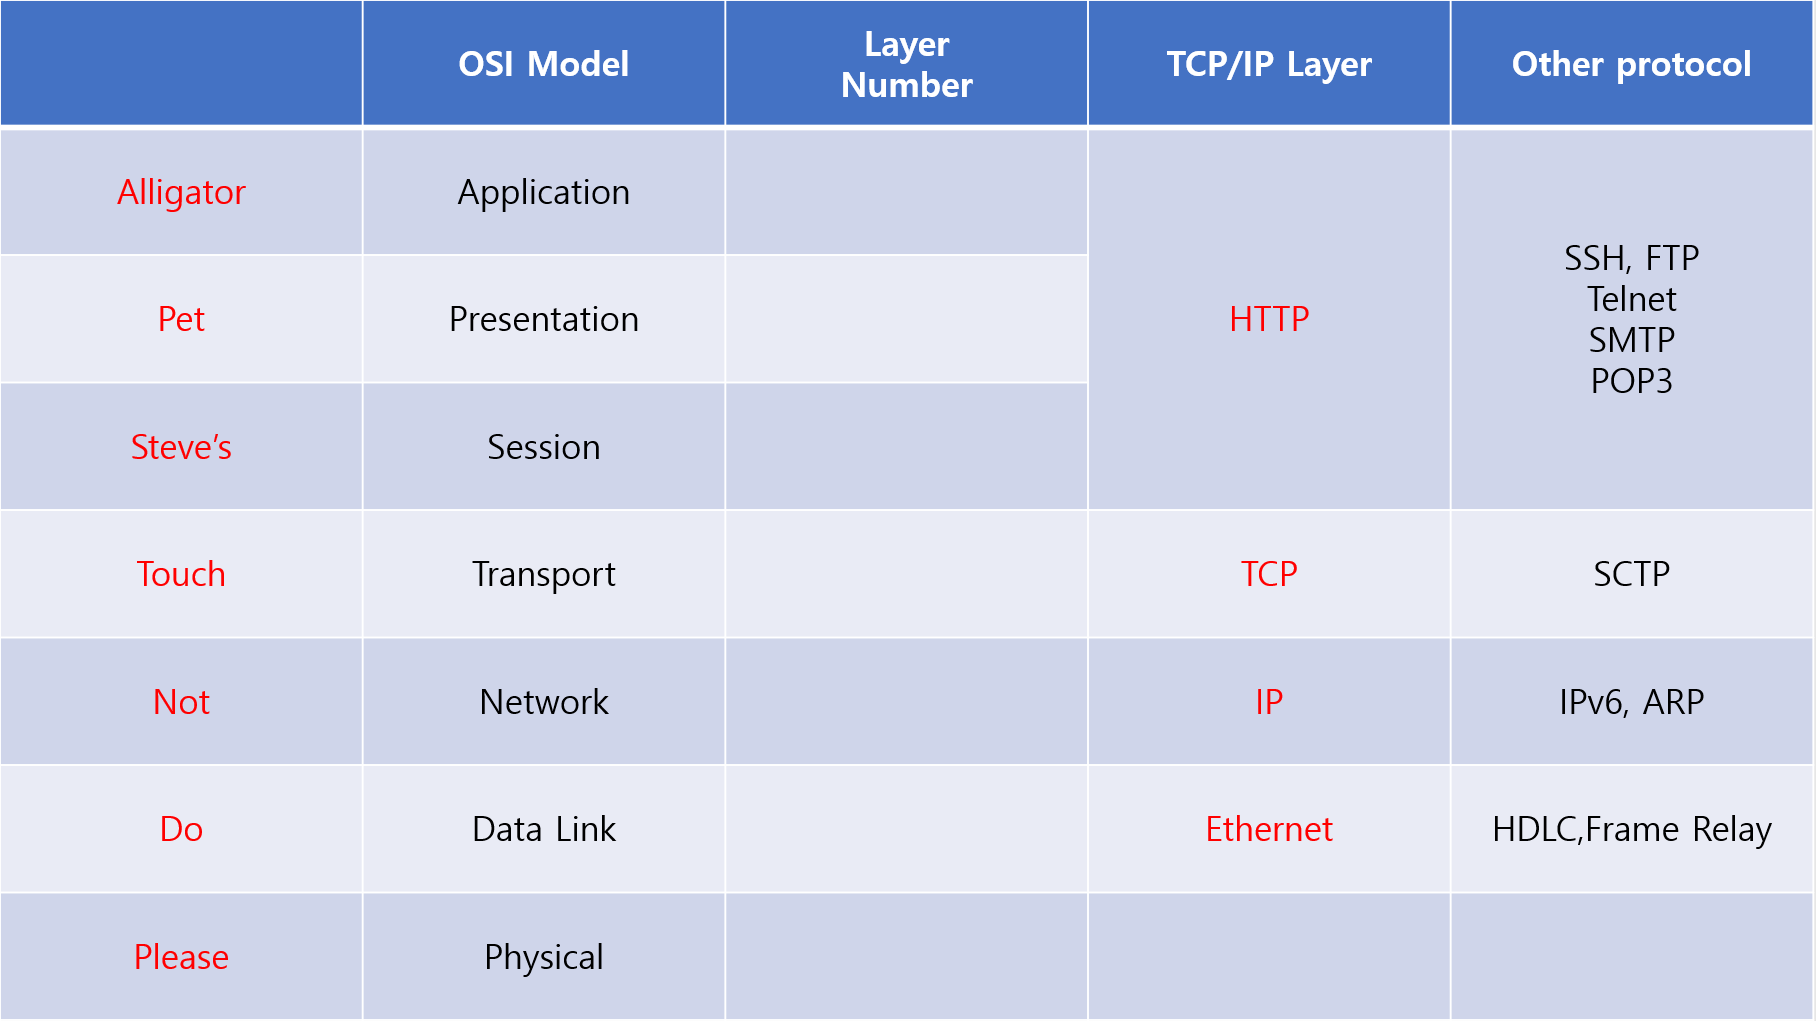 OSI Model
Layer
Number
TCP/IP Layer
Other protocol
Alligator
Application
Pet
Presentation
HTTP
SSH, FTP
Telnet
SMTP
POP3
Steve’s
Session
Touch
Transport
TCP
SCTP
Not
Network
IP
IPv6, ARP
Do
Data Link
Ethernet
HDLC,Frame Relay
Please
Physical